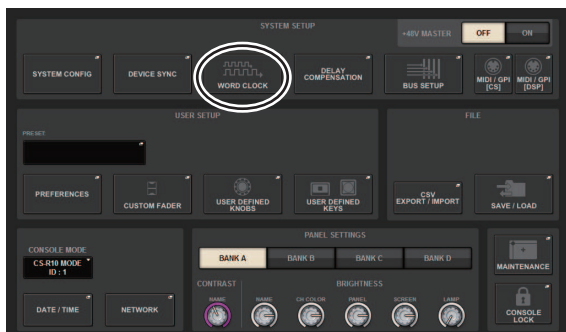 SYSTEM SETUP
+48V MASTER
OFF
ON
SYSTEM CONFIG
DEVICE SYNC
WORD CLOCK
DELAY
COMPENSATION
BUS SETUP
MIDI / GPI
[CS]
MIDI / GPI
[DSP]
USER SETUP
PRESET
PREFERENCES
CUSTOM FADER
USER DEFINED
KNOBS
USER DEFINED
KEYS
FILE
CSV
EXPORT / IMPORT
SAVE / LOAD
CONSOLE MODE
CS-R10 MODE
ID : 1
DATE / TIME
NETWORK
PANEL SETTINGS
BANK A
BANK B
BANK C
BANK D
CONTRAST
BRIGHTNESS
NAME
NAME
CH COLOR
PANEL
SCREEN
LAMP
MAINTENANCE
CONSOLE
LOCK